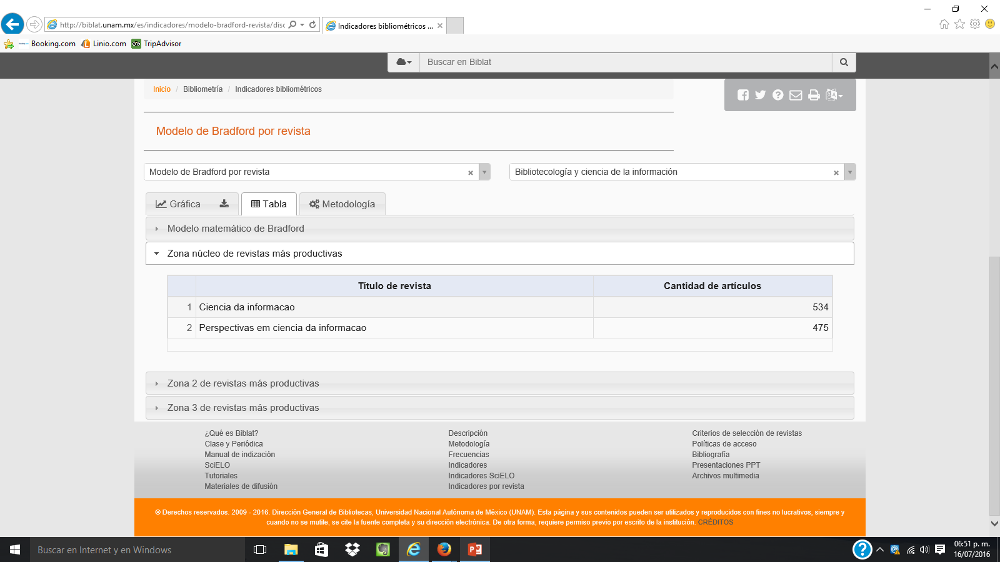 http://biblat.unam.mx/es/indicadores/modelo-bradford-revista/disc
Indicadores bibliométricos ...
Booking.com Linio.com TripAdvisor
Buscar en Biblat
Inicio / Bibliometría / Indicadores bibliométricos
Modelo de Bradford por revista
Modelo de Bradford por revista
Bibliotecología y ciencia de la información
Gráfica Tabla Metodología
Modelo matemático de Bradford
Zona núcleo de revistas más productivas
Título de revista Cantidad de artículos
1 Ciencia da informacao 534
2 Perspectivas em ciencia da informacao 475
Zona 2 de revistas más productivas
Zona 3 de revistas más productivas
¿Qué es Biblat?
Clase y Periódica
Manual de indización
SciELO
Tutoriales
Materiales de difusión
Descripción
Metodología
Frecuencias
Indicadores
Indicadores SciELO
Indicadores por revista
Criterios de selección de revistas
Políticas de acceso
Bibliografía
Presentaciones PPT
Archivos multimedia
® Derechos reservados. 2009 - 2016. Dirección General de Bibliotecas, Universidad Nacional Autónoma de México (UNAM). Esta página y sus contenidos pueden ser utilizados y reproducidos con fines no lucrativos, siempre y
cuando no se mutile, se cite la fuente completa y su dirección electrónica. De otra forma, requiere permiso previo por escrito de la institución. CRÉDITOS
Buscar en Internet y en Windows
06:51 p. m.
16/07/2016